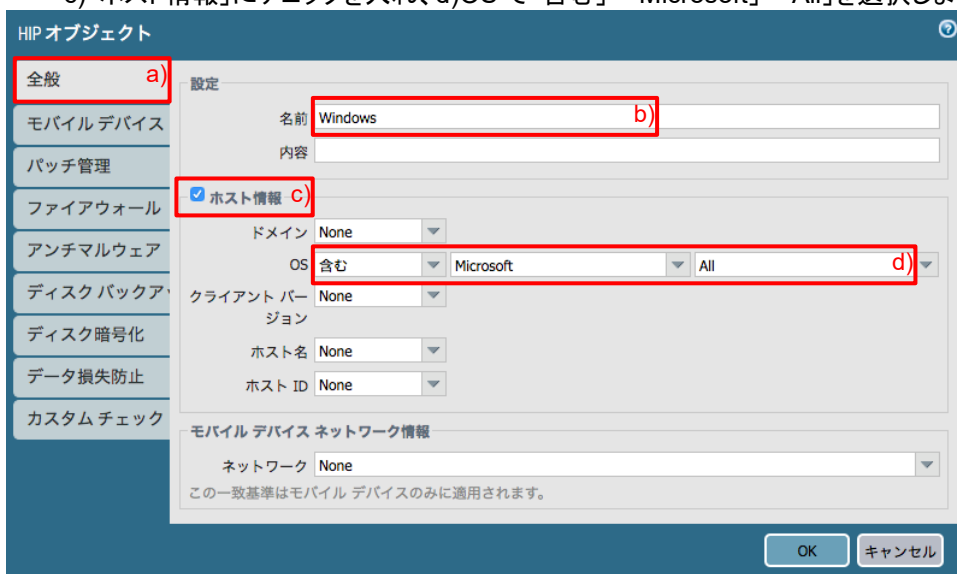 HIP オブジェクト
全般 a)
モバイル デバイス
パッチ管理
ファイアウォール
アンチマルウェア
ディスク バックア
ディスク暗号化
データ損失防止
カスタム チェック
設定
名前 Windows b)
内容
ホスト情報 c)
ドメイン None
OS 含む Microsoft All d)
クライアント バージョン None
ホスト名 None
ホスト ID None
モバイル デバイス ネットワーク情報
ネットワーク None
この一致基準はモバイル デバイスのみに適用されます。
OK キャンセル